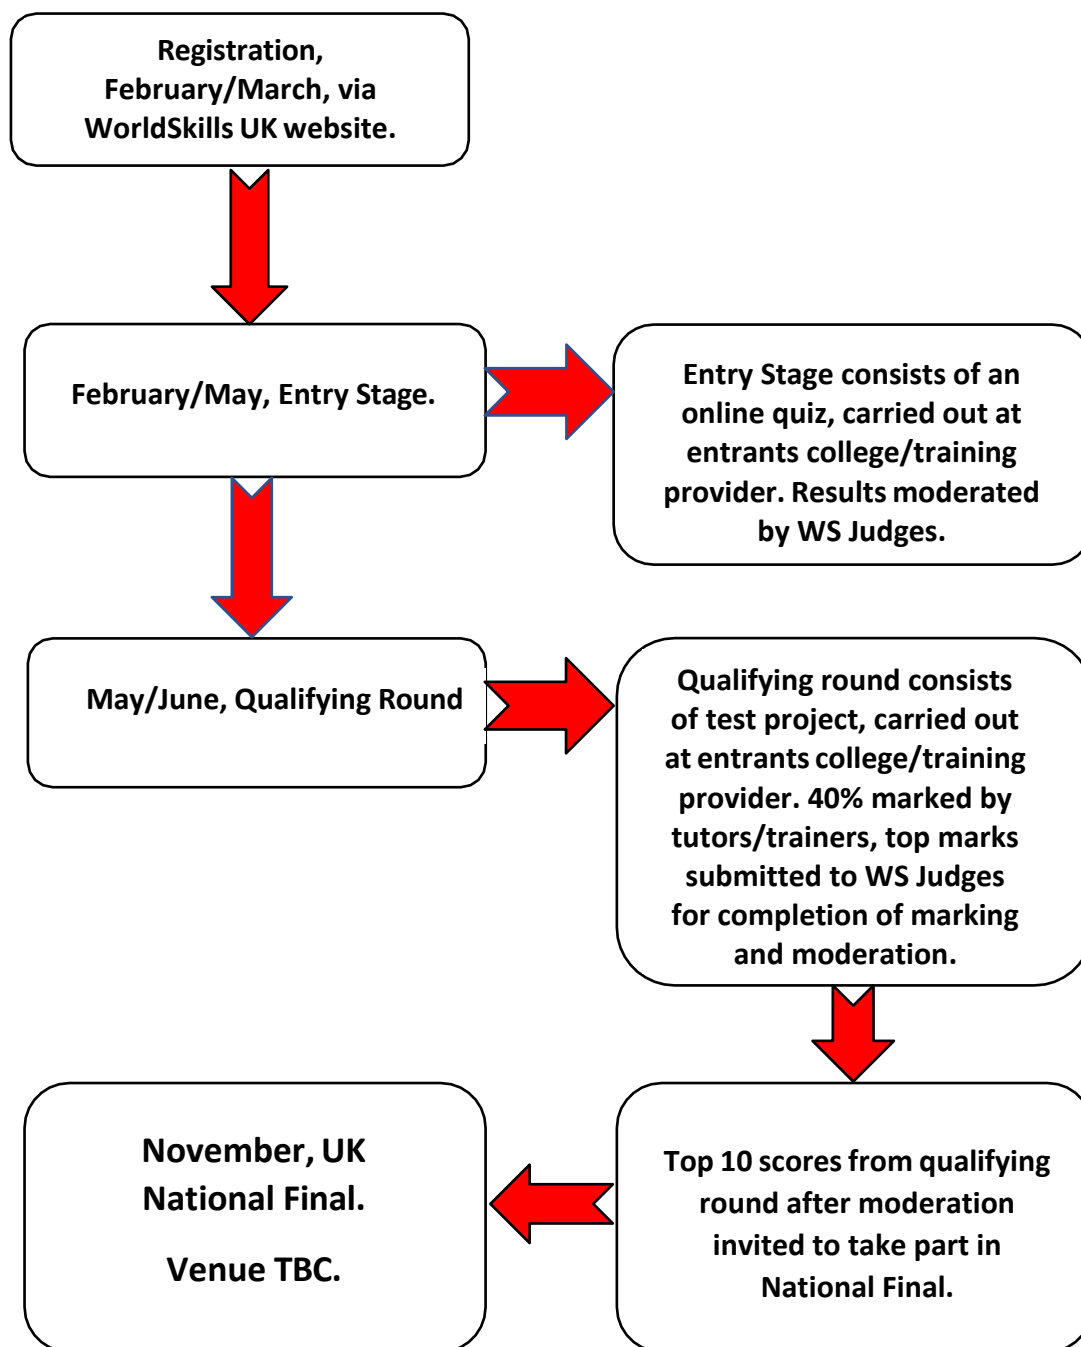 Registration,
February/March, via
WorldSkills UK website.
February/May, Entry Stage.
Entry Stage consists of an
online quiz, carried out at
entrants college/training
provider. Results moderated
by WS Judges.
May/June, Qualifying Round
Qualifying round consists
of test project, carried out
at entrants college/training
provider. 40% marked by
tutors/trainers, top marks
submitted to WS Judges
for completion of marking
and moderation.
Top 10 scores from qualifying
round after moderation
invited to take part in
National Final.
November, UK
National Final.
Venue TBC.